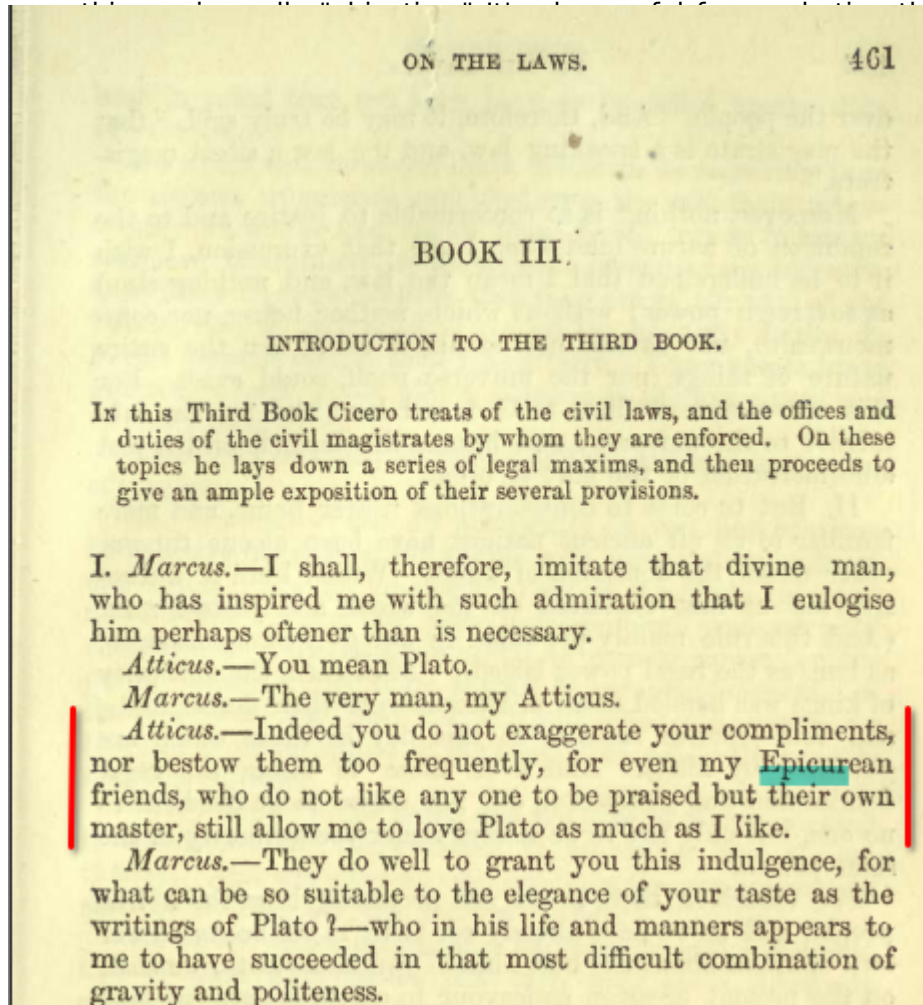 ON THE LAWS. 461
BOOK III.
INTRODUCTION TO THE THIRD BOOK.
IN this Third Book Cicero treats of the civil laws, and the offices and
duties of the civil magistrates by whom they are enforced. On these
topics he lays down a series of legal maxims, and then proceeds to
give an ample exposition of their several provisions.
I. Marcus.—I shall, therefore, imitate that divine man,
who has inspired me with such admiration that I eulogise
him perhaps oftener than is necessary.
Atticus.—You mean Plato.
Marcus.—The very man, my Atticus.
Atticus.—Indeed you do not exaggerate your compliments,
nor bestow them too frequently, for even my Epicurean
friends, who do not like any one to be praised but their own
master, still allow me to love Plato as much as I like.
Marcus.—They do well to grant you this indulgence, for
what can be so suitable to the elegance of your taste as the
writings of Plato ?—who in his life and manners appears to
me to have succeeded in that most difficult combination of
gravity and politeness.